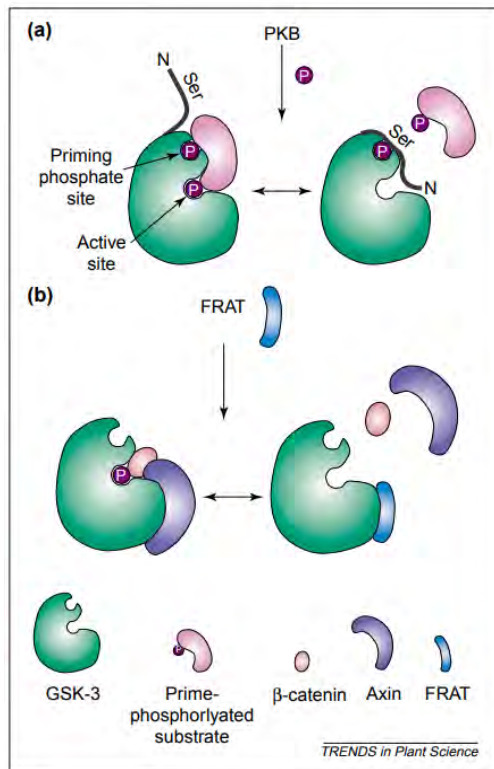 (a)
PKB
N
Ser
P
Priming
phosphate
site
P
P
Active
site
P
Ser
P
N
(b)
FRAT
P
GSK-3
P
Prime-
phosphorlyated
substrate
β-catenin
Axin
FRAT
TRENDS in Plant Science